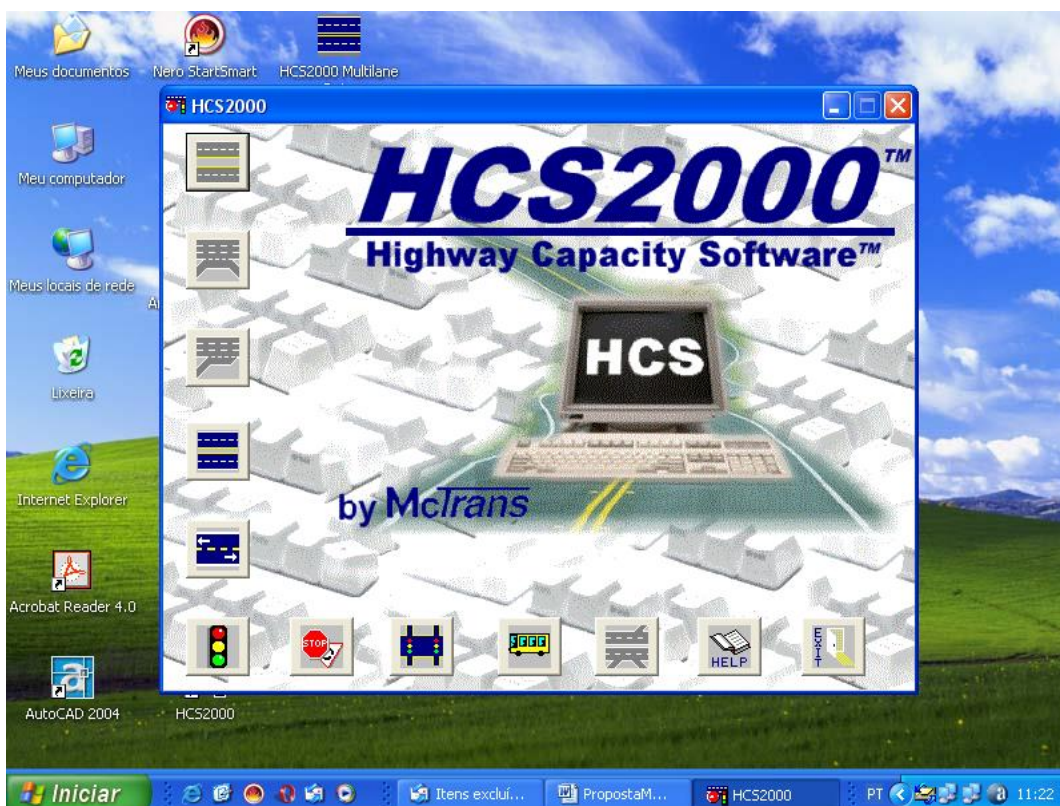 Meus documentos
Nero StartSmart
HCS2000 Multilane
HCS2000
Meu computador
Meus locais de rede
Lixeira
Internet Explorer
Acrobat Reader 4.0
AutoCAD 2004
HCS2000
HCS2000™
Highway Capacity Software™
HCS
by McTrans
STOP
HELP
EXIT
Iniciar
Itens excluí...
PropostaM...
HCS2000
PT
11:22